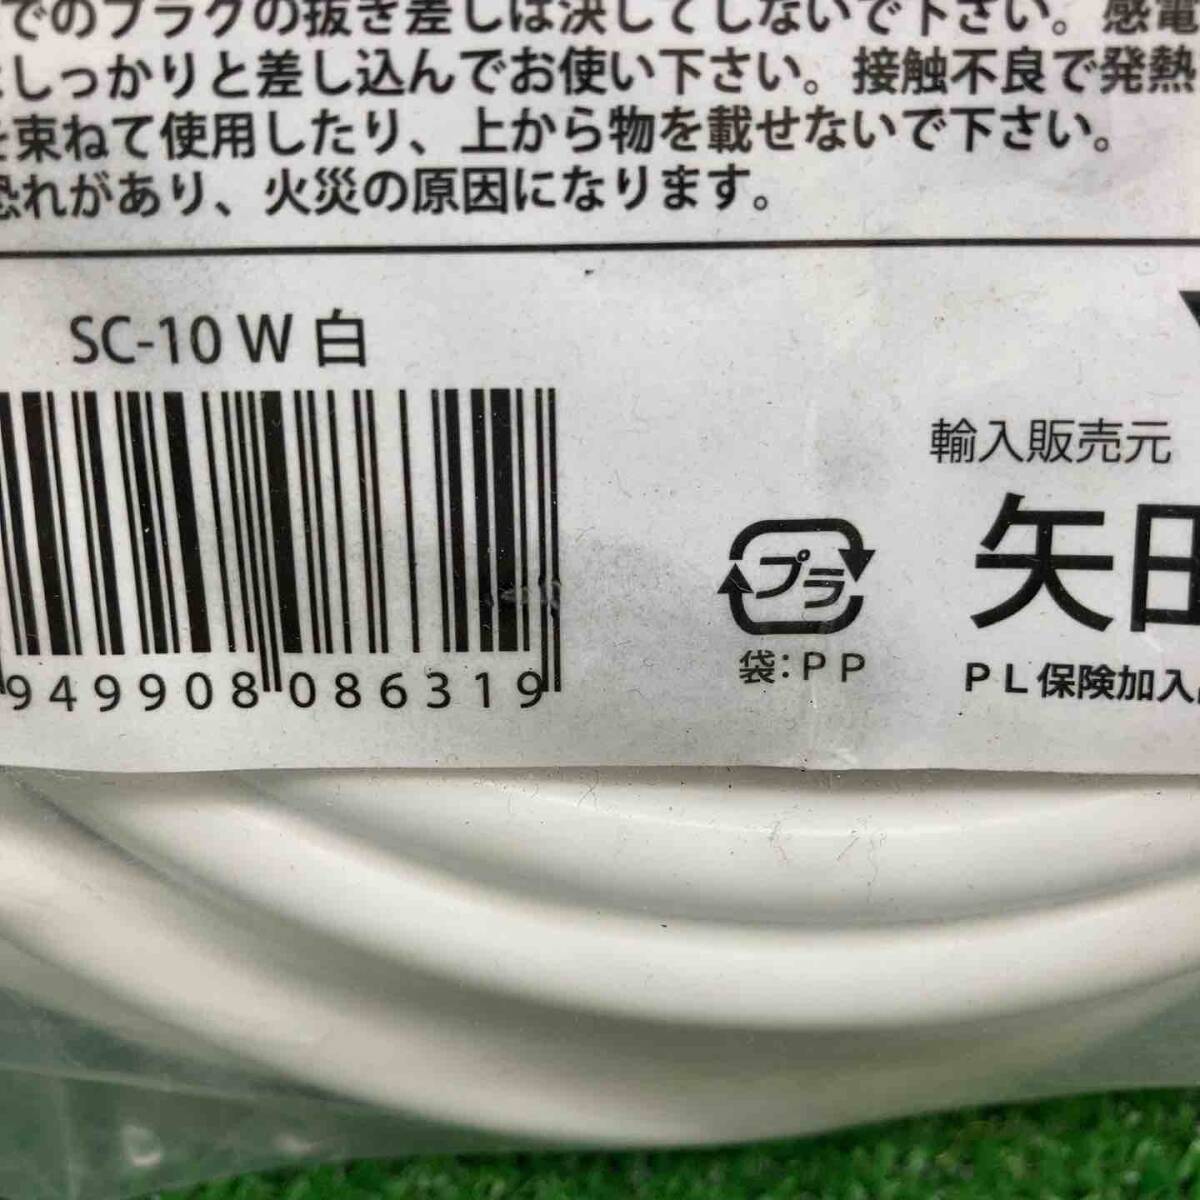 でのプラグの抜き差しは決してしないで下さい。感電
しっかりと差し込んでお使い下さい。接触不良で発熱
を束ねて使用したり、上から物を載せないで下さい。
恐れがあり、火災の原因になります。
SC-10 W 白
949908 086319
輸入販売元
矢田
プラ
袋:PP
PL保険加入